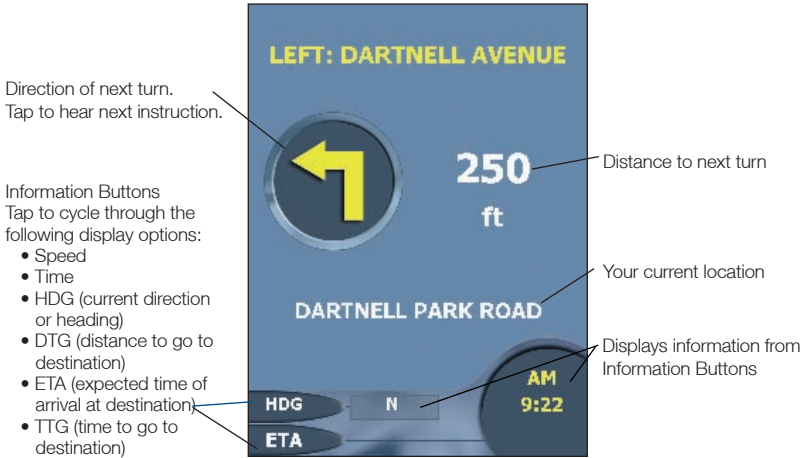 LEFT: DARTNELL AVENUE
Direction of next turn.
Tap to hear next instruction.
250
ft
Distance to next turn
Information Buttons
Tap to cycle through the
following display options:
• Speed
• Time
• HDG (current direction
or heading)
• DTG (distance to go to
destination)
• ETA (expected time of
arrival at destination)
• TTG (time to go to
destination)
Your current location
DARTNELL PARK ROAD
Displays information from
Information Buttons
HDG
N
AM
9:22
ETA